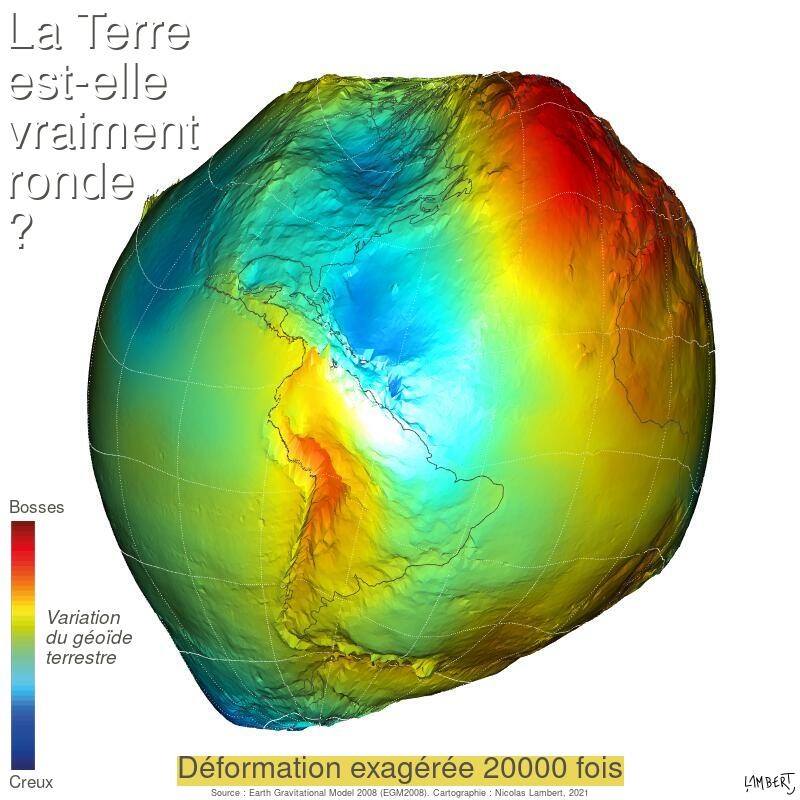 La Terre
est-elle
vraiment
ronde
?
Bosses
Variation
du géoïde
terrestre
Creux
Déformation exagérée 20000 fois
Source : Earth Gravitational Model 2008 (EGM2008). Cartographie : Nicolas Lambert, 2021
LAMBERT